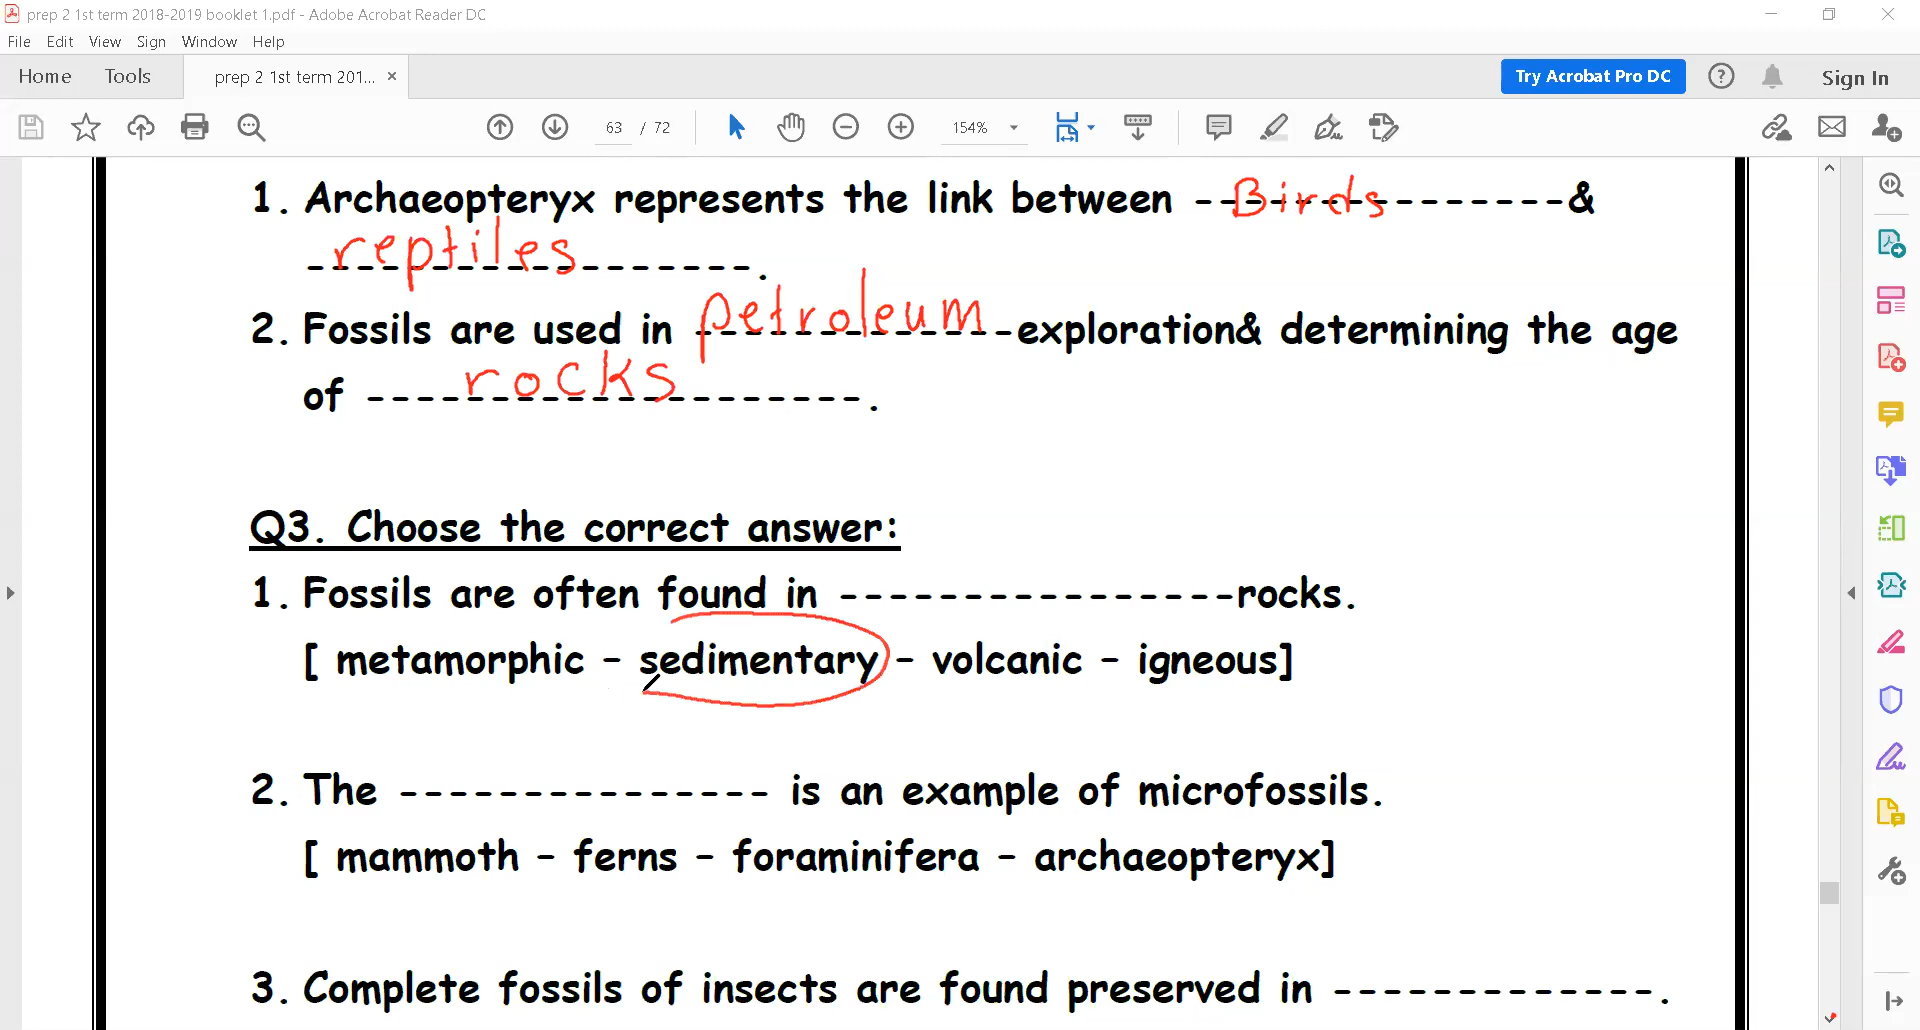 prep 2 1st term 2018-2019 booklet 1.pdf - Adobe Acrobat Reader DC
File Edit View Sign Window Help
Home Tools prep 2 1st term 201... × Try Acrobat Pro DC ? Sign In
63 / 72 154%
1. Archaeopteryx represents the link between --Birds-------&
reptiles------.
2. Fossils are used in petroleum-exploration& determining the age
of ----rocks-------.
Q3. Choose the correct answer:
1. Fossils are often found in ----------------rocks.
[ metamorphic - sedimentary - volcanic - igneous]
2. The --------------- is an example of microfossils.
[ mammoth - ferns - foraminifera - archaeopteryx]
3. Complete fossils of insects are found preserved in -------------.